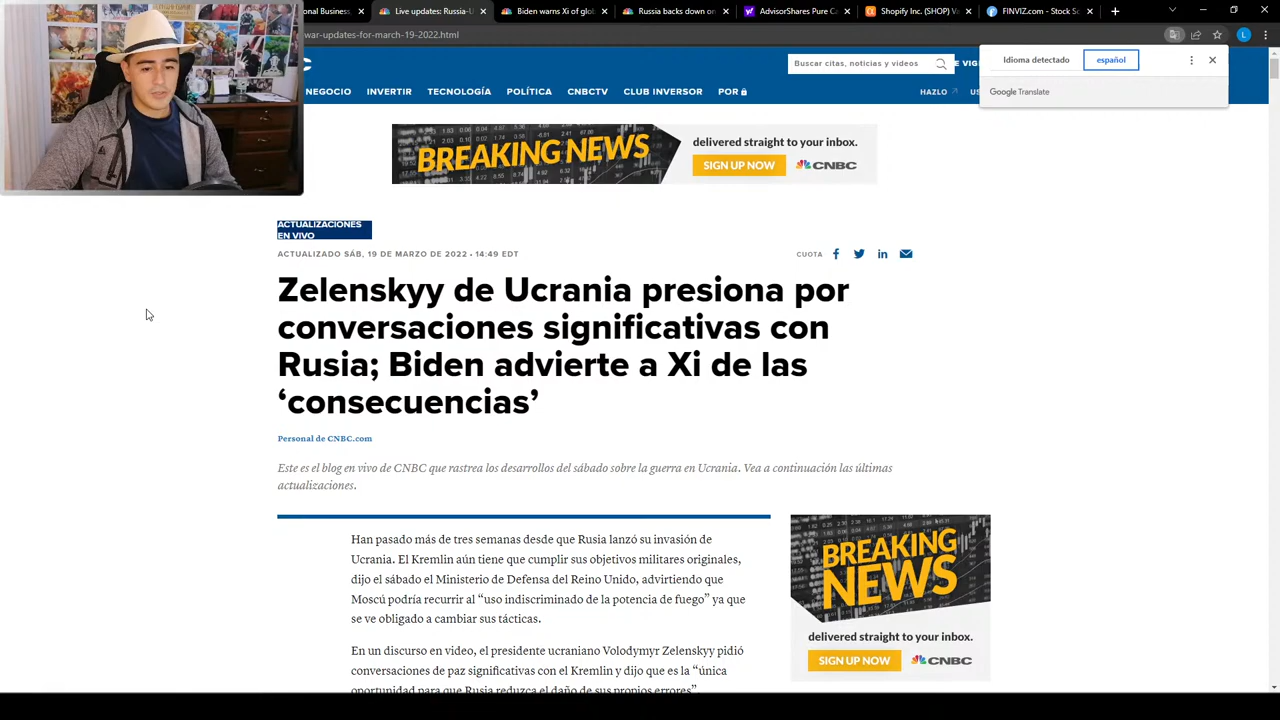 onal Business
Live updates: Russia-U
Biden warns Xi of glob
Russia backs down on
AdvisorShares Pure Ca
Shopify Inc. (SHOP) V
FINVIZ.com - Stock Sc
L
war-updates-for-march-19-2022.html
Idioma detectado
español
Google Translate
C
Buscar citas, noticias y videos
E VIG
NEGOCIO
INVERTIR
TECNOLOGÍA
POLÍTICA
CNBCTV
CLUB INVERSOR
POR
HAZLO
US
BREAKING NEWS
delivered straight to your inbox.
SIGN UP NOW
CNBC
ACTUALIZACIONES
EN VIVO
ACTUALIZADO SÁB, 19 DE MARZO DE 2022 • 14:49 EDT
CUOTA
Zelenskyy de Ucrania presiona por
conversaciones significativas con
Rusia; Biden advierte a Xi de las
‘consecuencias’
Personal de CNBC.com
Este es el blog en vivo de CNBC que rastrea los desarrollos del sábado sobre la guerra en Ucrania. Vea a continuación las últimas
actualizaciones.
Han pasado más de tres semanas desde que Rusia lanzó su invasión de
Ucrania. El Kremlin aún tiene que cumplir sus objetivos militares originales,
dijo el sábado el Ministerio de Defensa del Reino Unido, advirtiendo que
Moscú podría recurrir al “uso indiscriminado de la potencia de fuego” ya que
se ve obligado a cambiar sus tácticas.
En un discurso en video, el presidente ucraniano Volodymyr Zelenskyy pidió
conversaciones de paz significativas con el Kremlin y dijo que es la “única
oportunidad para que Rusia reduzca el daño de sus propios errores”.
BREAKING
NEWS
delivered straight to your inbox.
SIGN UP NOW
CNBC